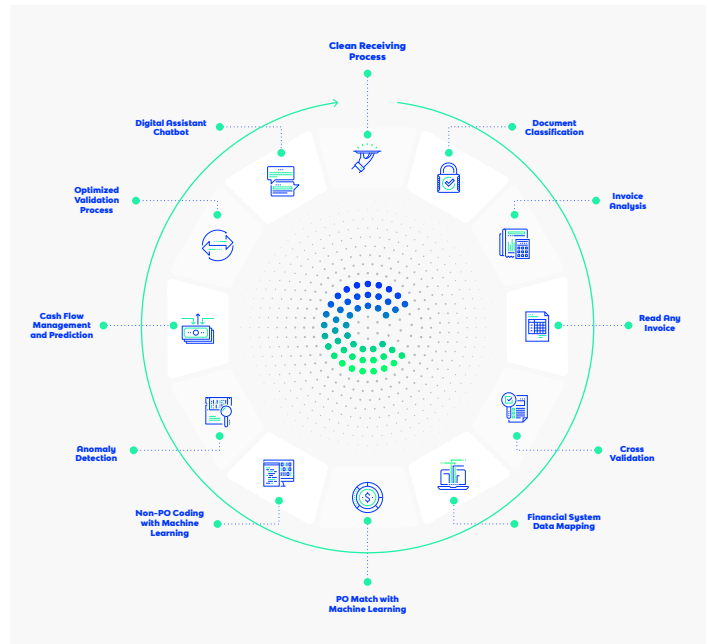 Clean Receiving
Process
Document
Classification
Invoice
Analysis
Read Any
Invoice
Cross
Validation
Financial System
Data Mapping
PO Match with
Machine Learning
Non-PO Coding
with Machine
Learning
Anomaly
Detection
Cash Flow
Management
and Prediction
Optimized
Validation
Process
Digital Assistant
Chatbot
$